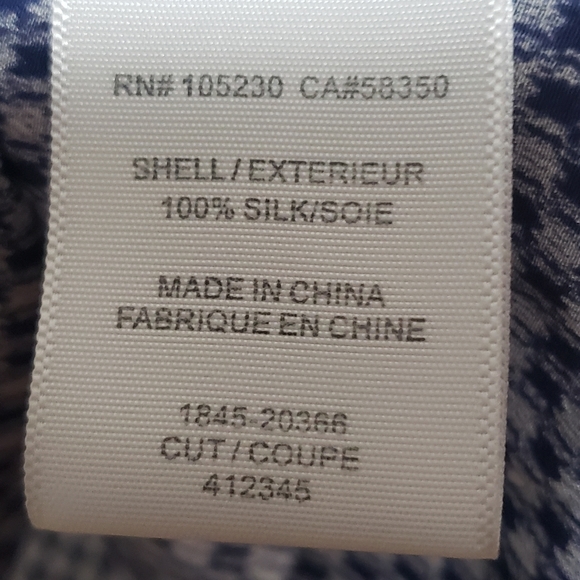 RN# 105230 CA#58350
SHELL / EXTERIEUR
100% SILK/SOIE
MADE IN CHINA
FABRIQUE EN CHINE
1845-20366
CUT / COUPE
412345